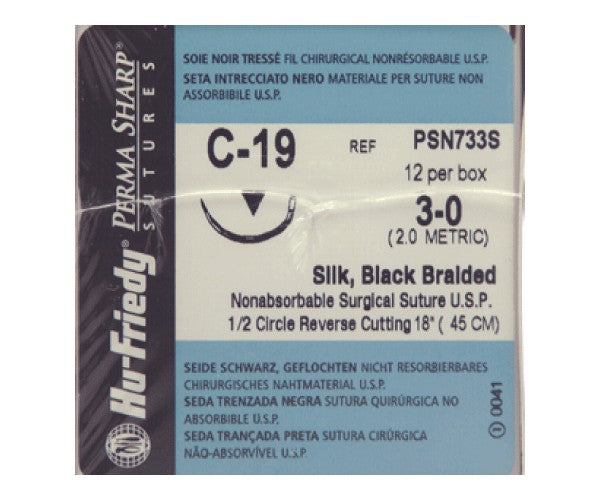 Hu-Friedy® PERMA SHARP®
SUTURES
SOIE NOIR TRESSÉ FIL CHIRURGICAL NONRÉSORBABLE U.S.P.
SETA INTRECCIATO NERO MATERIALE PER SUTURE NON
ASSORBIBILE U.S.P.
C-19 REF PSN733S
12 per box
3-0
(2.0 METRIC)
Silk, Black Braided
Nonabsorbable Surgical Suture U.S.P.
1/2 Circle Reverse Cutting 18" ( 45 CM)
SEIDE SCHWARZ, GEFLOCHTEN NICHT RESORBIERBARES
CHIRURGISCHES NAHTMATERIAL U.S.P.
SEDA TRENZADA NEGRA SUTURA QUIRÚRGICA NO
ABSORBIBLE U.S.P.
SEDA TRANÇADA PRETA SUTURA CIRÚRGICA
NÃO-ABSORVÍVEL U.S.P.
0041